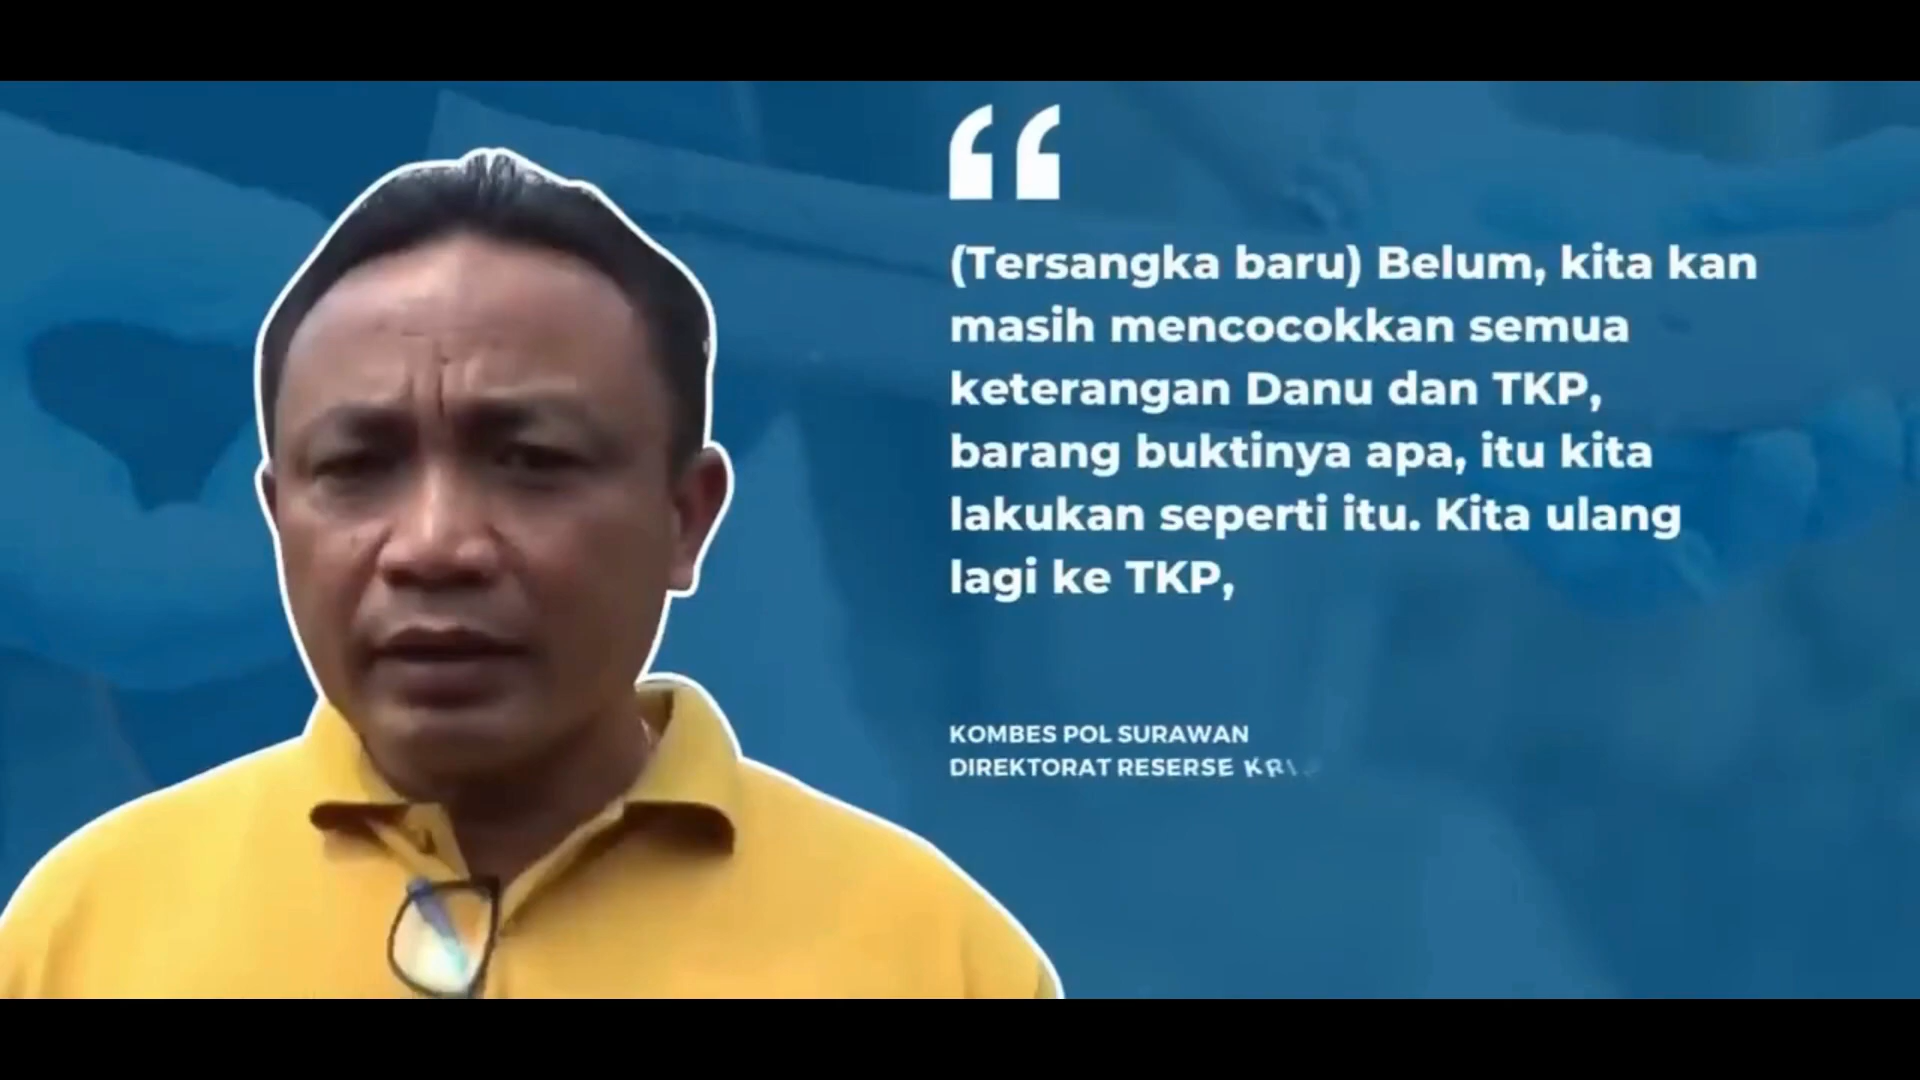 (Tersangka baru) Belum, kita kan
masih mencocokkan semua
keterangan Danu dan TKP,
barang buktinya apa, itu kita
lakukan seperti itu. Kita ulang
lagi ke TKP,
KOMBES POL SURAWAN
DIREKTORAT RESERSE KRI